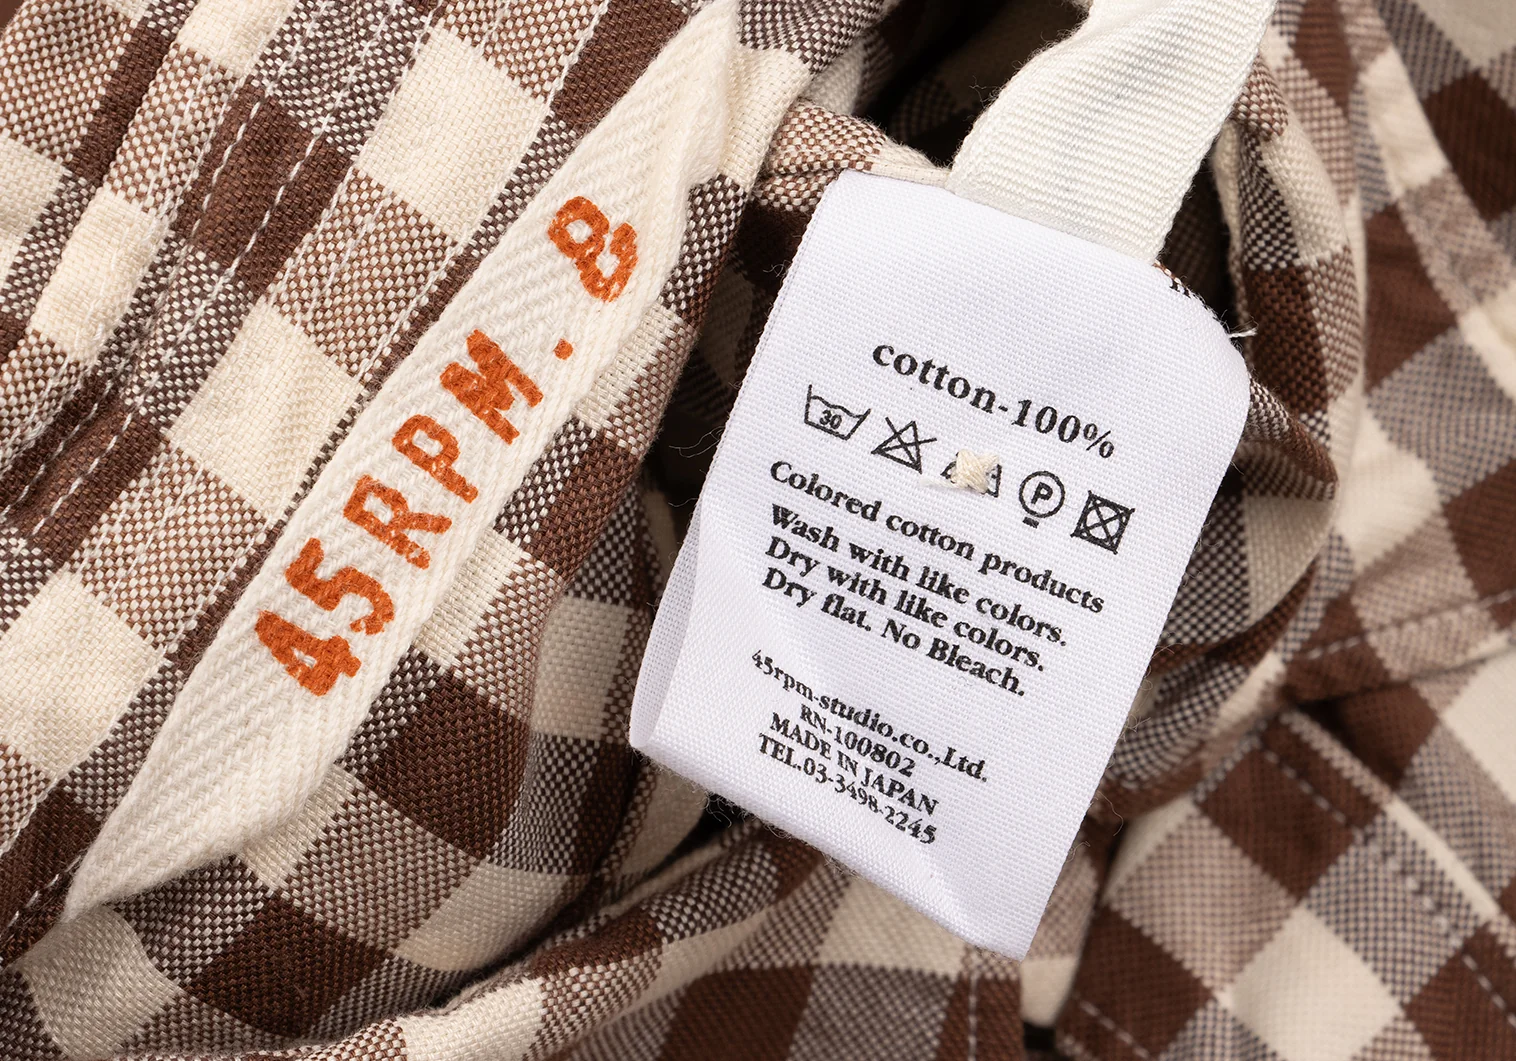 45RPM. 8
cotton-100%
30
P
Colored cotton products
Wash with like colors.
Dry with like colors.
Dry flat. No Bleach.
45rpm-studio.co.,Ltd.
RN-100802
MADE IN JAPAN
TEL.03-3498-2245